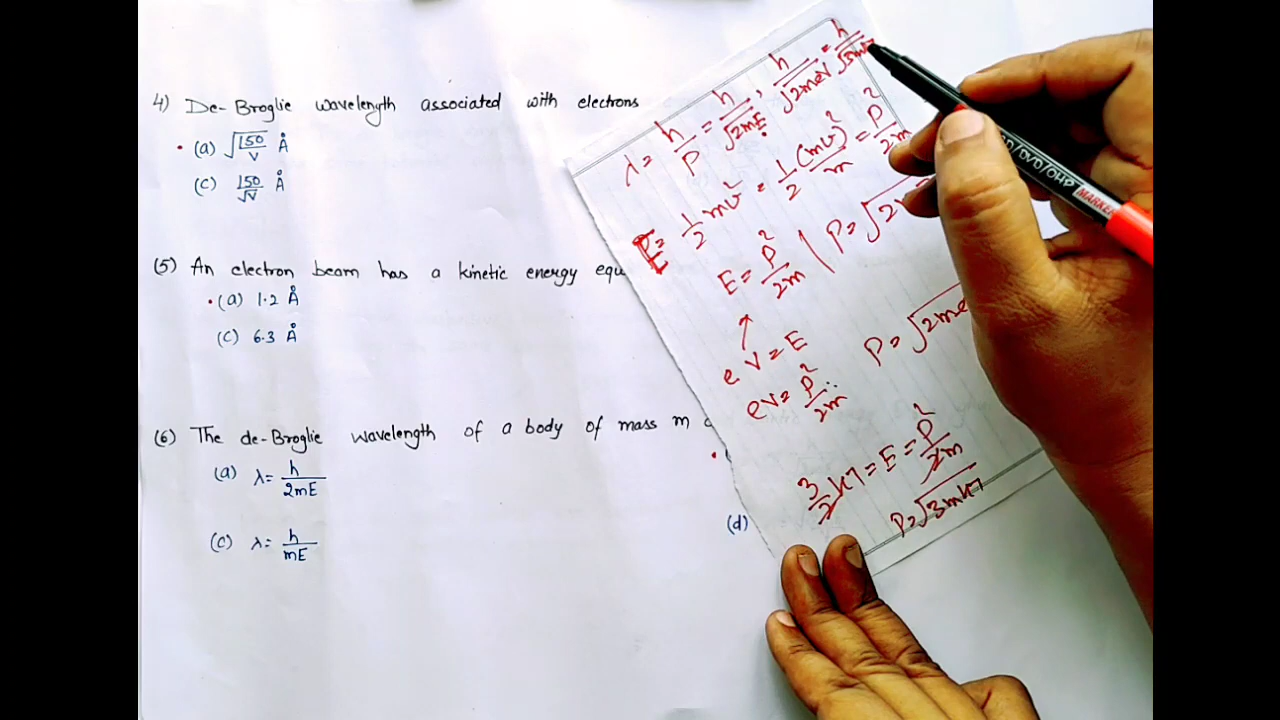 4) De-Broglie wavelength associated with electrons
(a) √150/V Å
(c) 150/√V Å
(5) An electron beam has a kinetic energy equ
(a) 1.2 Å
(c) 6.3 Å
(6) The de-Broglie wavelength of a body of mass m
(a) λ= h/2mE
(c) λ= h/mE
(d)
λ= h/P = h/√2mE, h/√2meV = h/√3mkT
E= 1/2 mv² = 1/2 (mv)²/m = P²/2m
E= P²/2m | P= √2
eV=E
P= √2me
eV= P²/2m
3/2 kT = E = P²/2m
P=√3mkT
MARKER